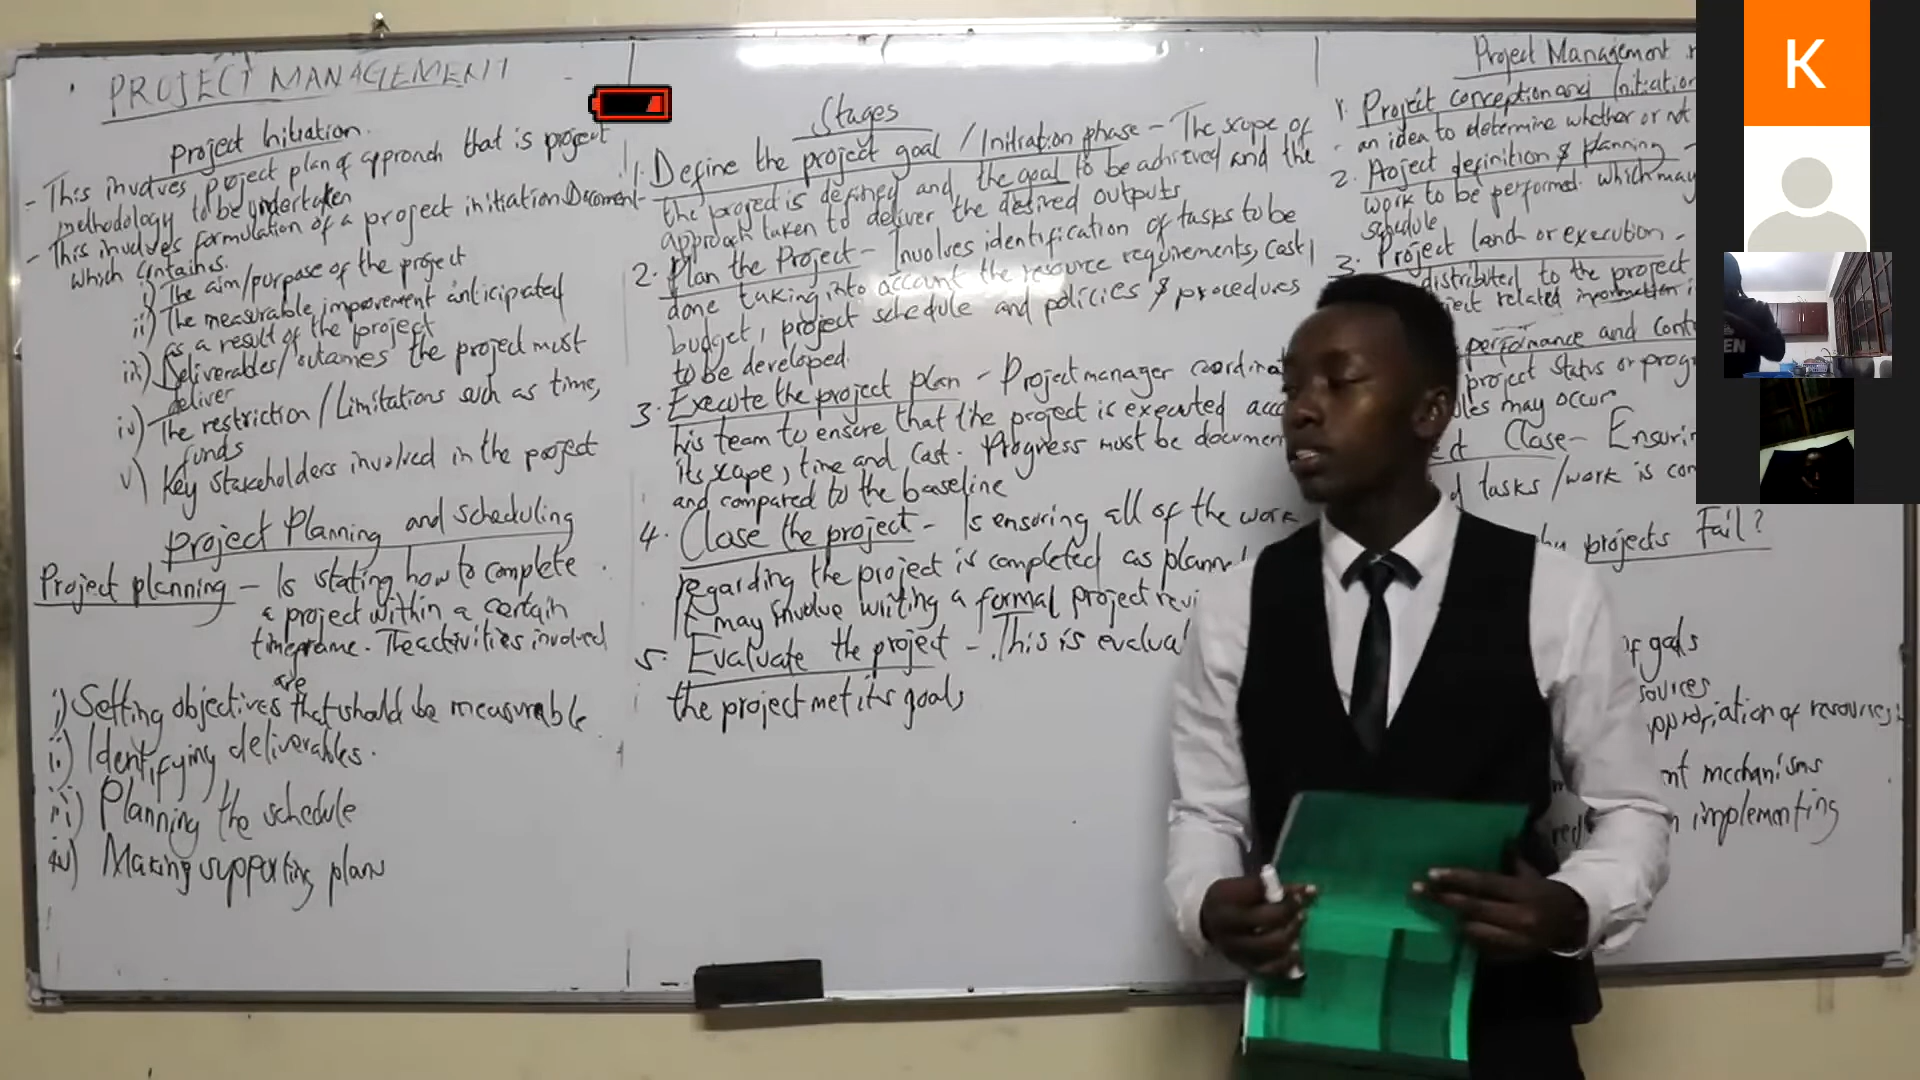 PROJECT MANAGEMENT
Project Initiation
- This involves project plan of approach that is project
methodology to be undertaken
- This involves formulation of a project initiation Document
which contains.
i) The aim/purpose of the project
ii) The measurable improvement anticipated
as a result of the project
iii) Deliverables/outcomes the project must
deliver
iv) The restriction/Limitations such as time,
funds
v) Key stakeholders involved in the project
Project Planning and scheduling
Project planning - Is stating how to complete
a project within a certain
timeframe. The activities involved
are
i) Setting objectives that should be measurable
ii) Identifying deliverables.
iii) Planning the schedule
iv) Making supporting plans
Stages
1. Define the project goal / Initiation phase - The scope of
the project is defined and the goal to be achieved and the
approach taken to deliver the desired outputs
2. Plan the Project - Involves identification of tasks to be
done taking into account the resource requirements, cost/
budget, project schedule and policies & procedures
to be developed.
3. Execute the project plan - Project manager
his team to ensure that the project is executed
its scope, time and cost. Progress must be
and compared to the baseline
4. Close the project - Is ensuring all of the work
regarding the project is completed as
It may involve writing a formal project
5. Evaluate the project - This is
the project met its goals
Project Management
1. Project conception and Initiation
- an idea to determine whether or not
2. Project definition & planning -
work to be performed. which may
schedule
3. Project or execution -
distributed to the project
related information
performance and
project status or
may occur
Close - Ensuring
tasks/work is
projects Fail?
of goals
of resources
mechanisms
implementing
K
EN